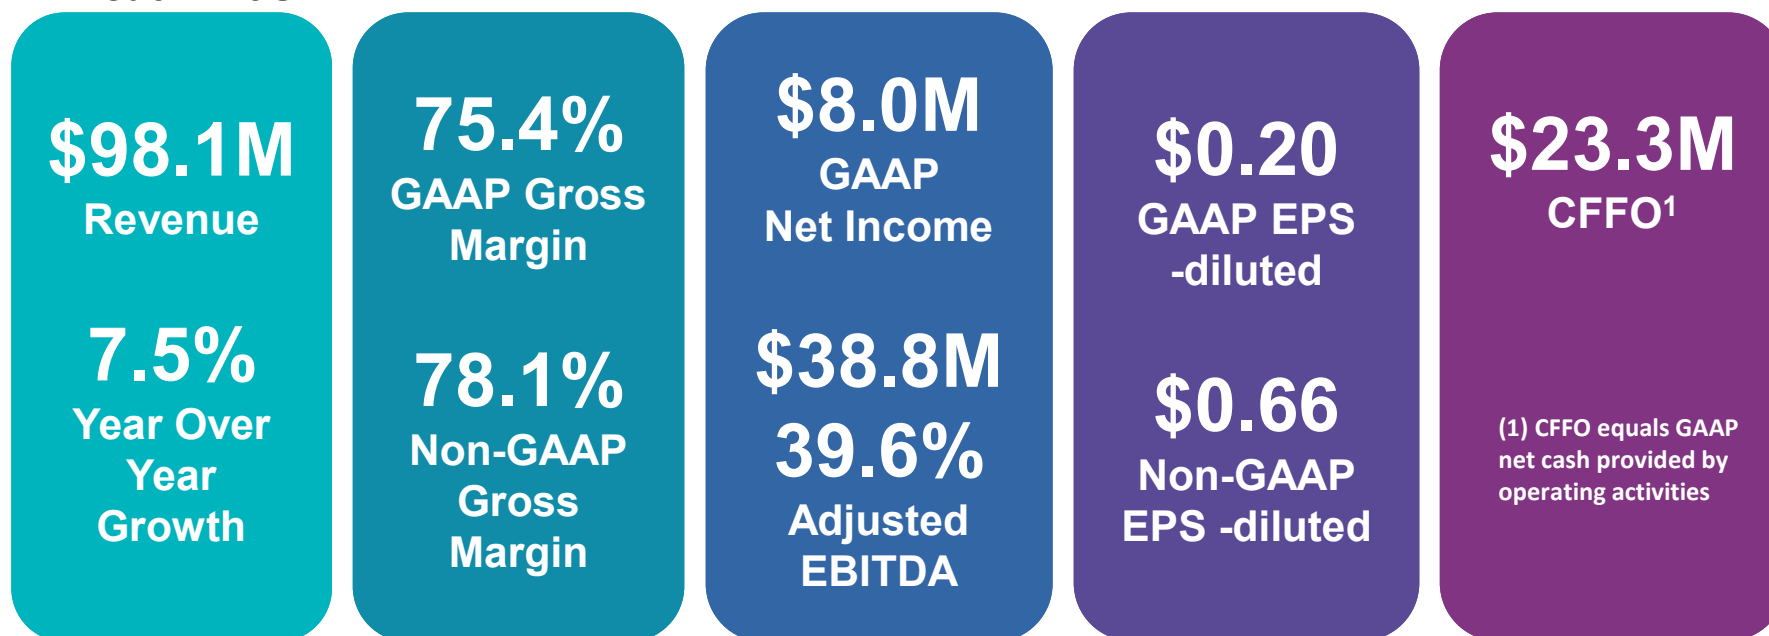 $98.1M
Revenue
7.5%
Year Over
Year
Growth
75.4%
GAAP Gross
Margin
78.1%
Non-GAAP
Gross
Margin
$8.0M
GAAP
Net Income
$38.8M
39.6%
Adjusted
EBITDA
$0.20
GAAP EPS
-diluted
$0.66
Non-GAAP
EPS -diluted
$23.3M
CFFO¹
(1) CFFO equals GAAP
net cash provided by
operating activities